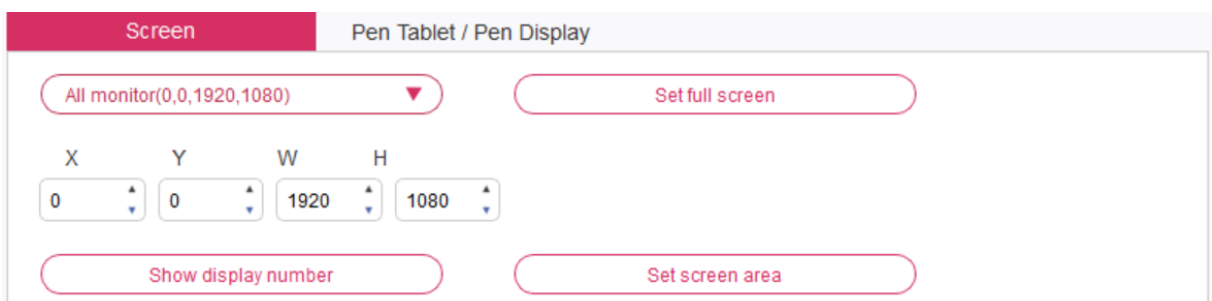 Screen Pen Tablet / Pen Display
All monitor(0,0,1920,1080) Set full screen
X Y W H
0 0 1920 1080
Show display number Set screen area